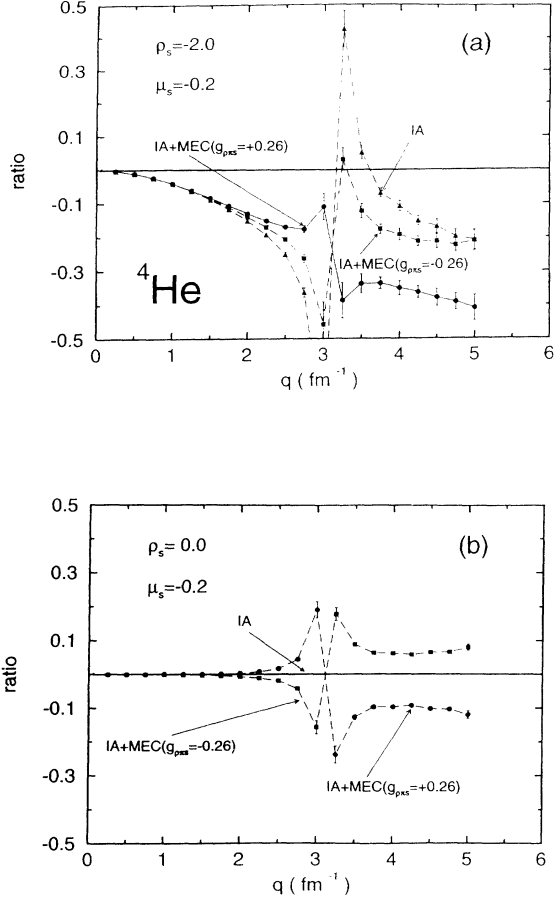 0.5
(a)
ρs=-2.0
0.3
μs=-0.2
IA
IA+MEC(gρπs=+0.26)
0.1
ratio
-0.1
IA+MEC(gρπs=-0.26)
-0.3
4He
-0.5
0 1 2 3 4 5 6
q ( fm -1 )
0.5
(b)
ρs= 0.0
0.3
μs=-0.2
IA
0.1
ratio
-0.1
IA+MEC(gρπs=-0.26)
IA+MEC(gρπs=+0.26)
-0.3
-0.5
0 1 2 3 4 5 6
q ( fm -1 )